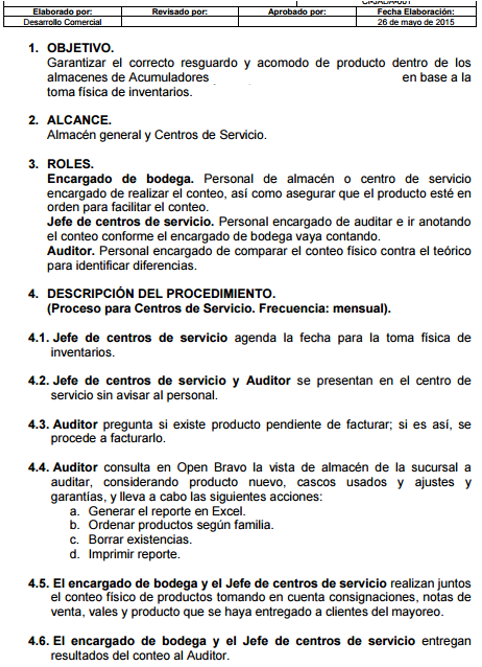 Elaborado por: Revisado por: Aprobado por: Fecha Elaboración:
Desarrollo Comercial 26 de mayo de 2015
1. OBJETIVO.
Garantizar el correcto resguardo y acomodo de producto dentro de los
almacenes de Acumuladores en base a la
toma física de inventarios.
2. ALCANCE.
Almacén general y Centros de Servicio.
3. ROLES.
Encargado de bodega. Personal de almacén o centro de servicio
encargado de realizar el conteo, así como asegurar que el producto esté en
orden para facilitar el conteo.
Jefe de centros de servicio. Personal encargado de auditar e ir anotando
el conteo conforme el encargado de bodega vaya contando.
Auditor. Personal encargado de comparar el conteo físico contra el teórico
para identificar diferencias.
4. DESCRIPCIÓN DEL PROCEDIMIENTO.
(Proceso para Centros de Servicio. Frecuencia: mensual).
4.1. Jefe de centros de servicio agenda la fecha para la toma física de
inventarios.
4.2. Jefe de centros de servicio y Auditor se presentan en el centro de
servicio sin avisar al personal.
4.3. Auditor pregunta si existe producto pendiente de facturar; si es así, se
procede a facturarlo.
4.4. Auditor consulta en Open Bravo la vista de almacén de la sucursal a
auditar, considerando producto nuevo, cascos usados y ajustes y
garantías, y lleva a cabo las siguientes acciones:
a. Generar el reporte en Excel.
b. Ordenar productos según familia.
c. Borrar existencias.
d. Imprimir reporte.
4.5. El encargado de bodega y el Jefe de centros de servicio realizan juntos
el conteo físico de productos tomando en cuenta consignaciones, notas de
venta, vales y producto que se haya entregado a clientes del mayoreo.
4.6. El encargado de bodega y el Jefe de centros de servicio entregan
resultados del conteo al Auditor.